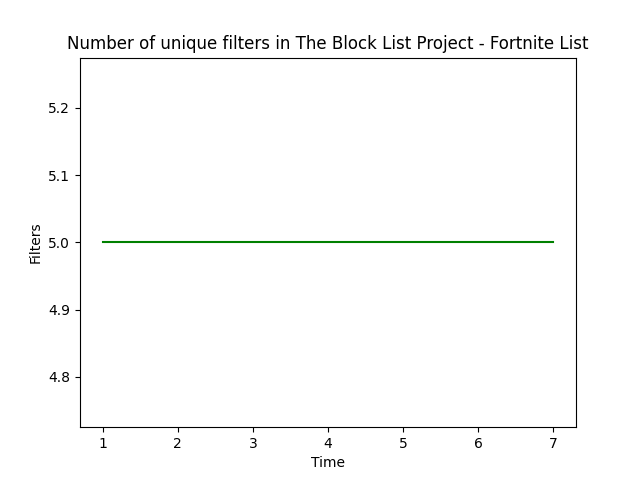 Number of unique filters in The Block List Project - Fortnite List
5.2
5.1
5.0
4.9
4.8
Filters
1 2 3 4 5 6 7
Time